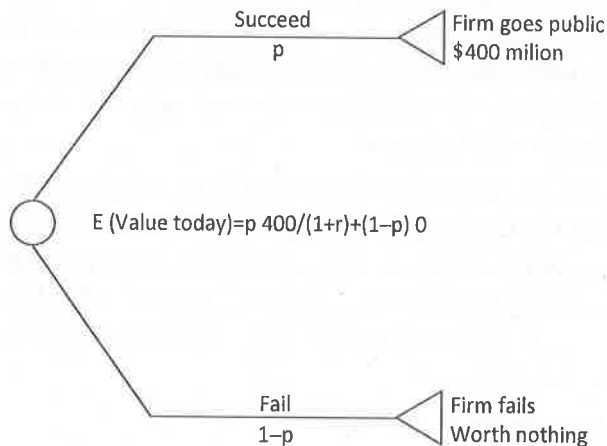 Succeed
p
Firm goes public
$400 milion
E (Value today)=p 400/(1+r)+(1–p) 0
Fail
1–p
Firm fails
Worth nothing